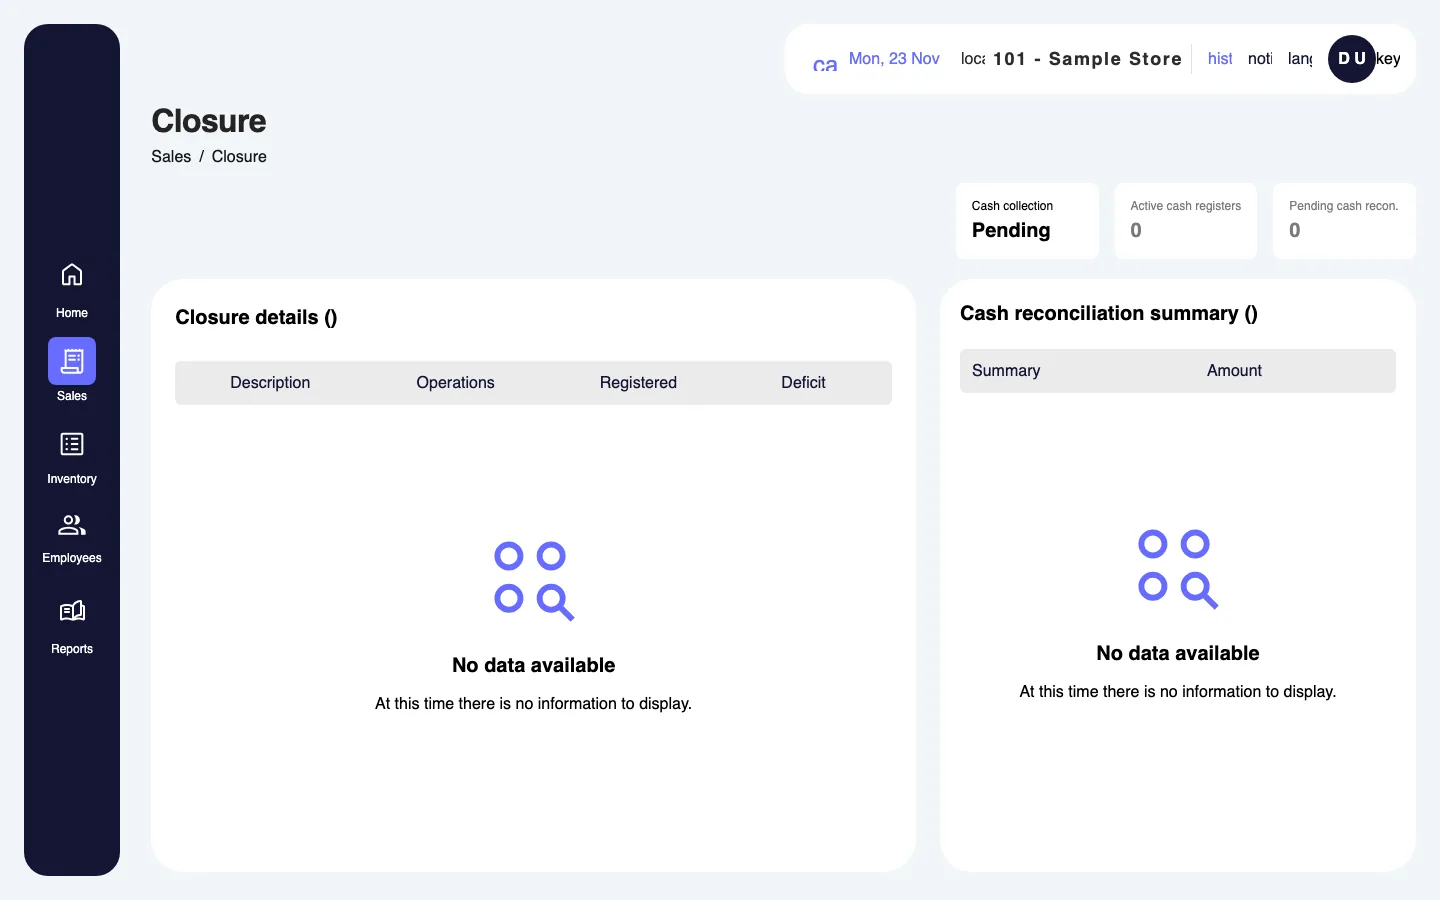 ca Mon, 23 Nov loca 101 - Sample Store hist noti lang D U key
Closure
Sales / Closure
Cash collection
Pending
Active cash registers
0
Pending cash recon.
0
Home
Sales
Inventory
Employees
Reports
Closure details ()
Description Operations Registered Deficit
No data available
At this time there is no information to display.
Cash reconciliation summary ()
Summary Amount
No data available
At this time there is no information to display.